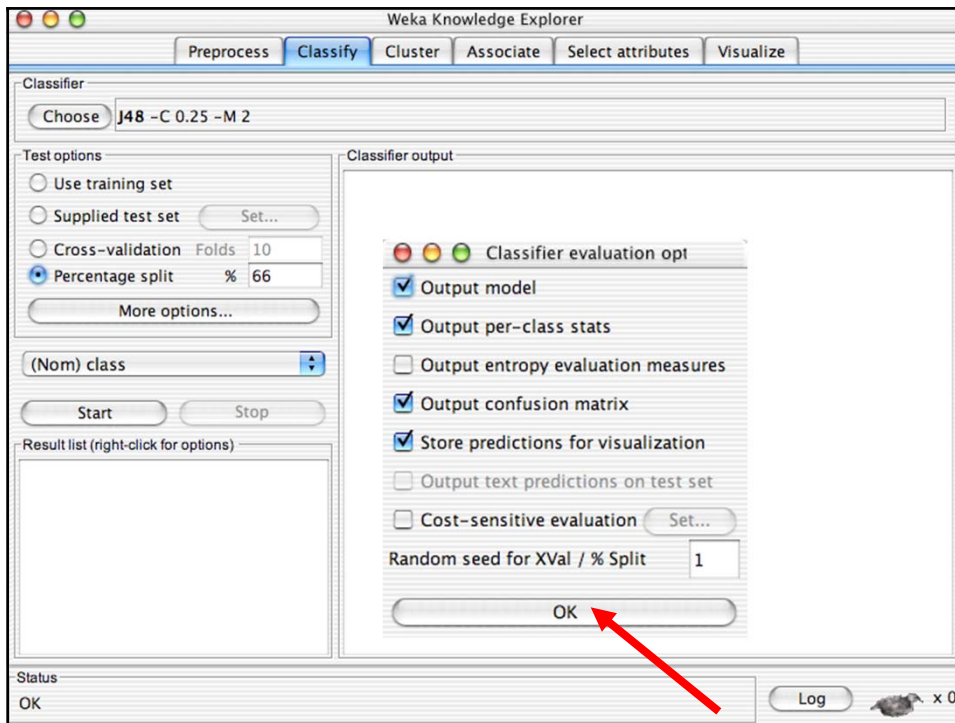 Weka Knowledge Explorer
Preprocess Classify Cluster Associate Select attributes Visualize
Classifier
Choose J48 -C 0.25 -M 2
Test options
Use training set
Supplied test set Set...
Cross-validation Folds 10
Percentage split % 66
More options...
(Nom) class
Start Stop
Result list (right-click for options)
Classifier output
Classifier evaluation opt
Output model
Output per-class stats
Output entropy evaluation measures
Output confusion matrix
Store predictions for visualization
Output text predictions on test set
Cost-sensitive evaluation Set...
Random seed for XVal / % Split 1
OK
Status
OK
Log x 0